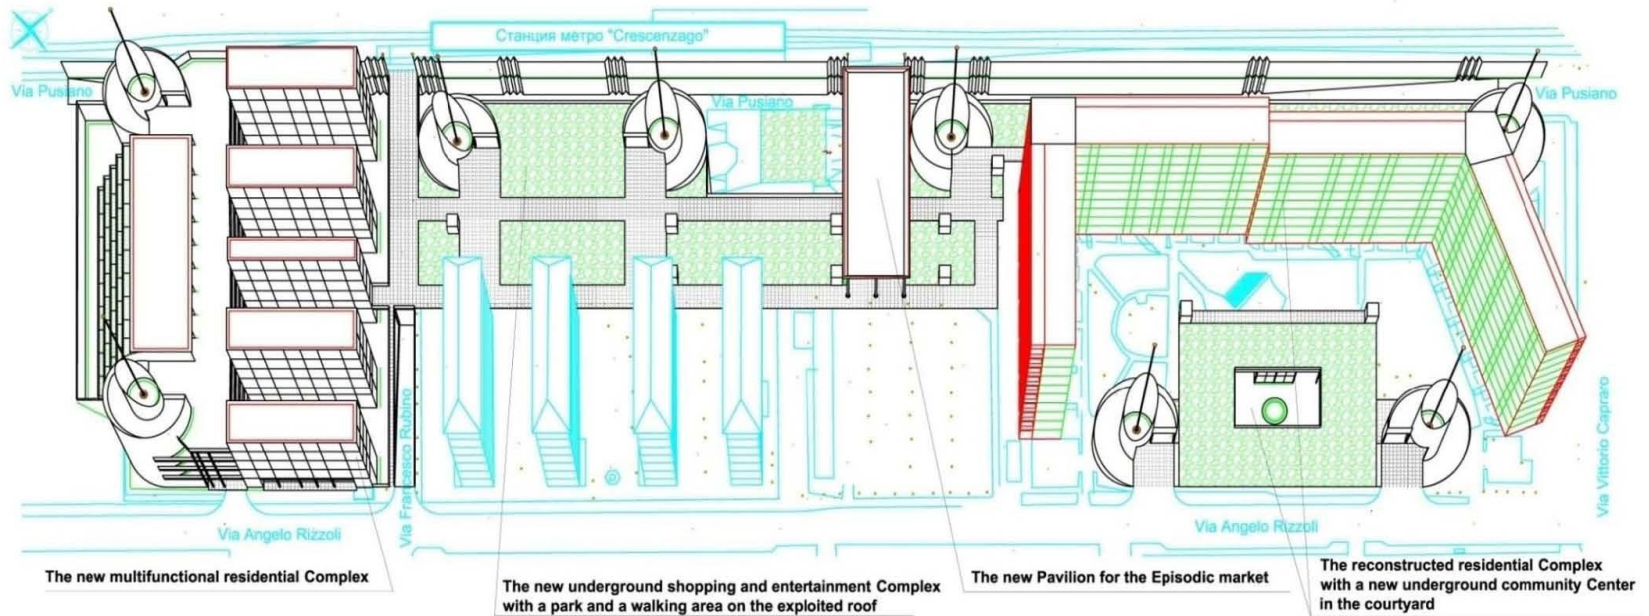 Станция метро "Crescenzago"
Via Pusiano
Via Pusiano
Via Pusiano
Via Francesco Rubino
Via Vittorio Capraro
Via Angelo Rizzoli
Via Angelo Rizzoli
The new multifunctional residential Complex
The new underground shopping and entertainment Complex
with a park and a walking area on the exploited roof
The new Pavilion for the Episodic market
The reconstructed residential Complex
with a new underground community Center
in the courtyard